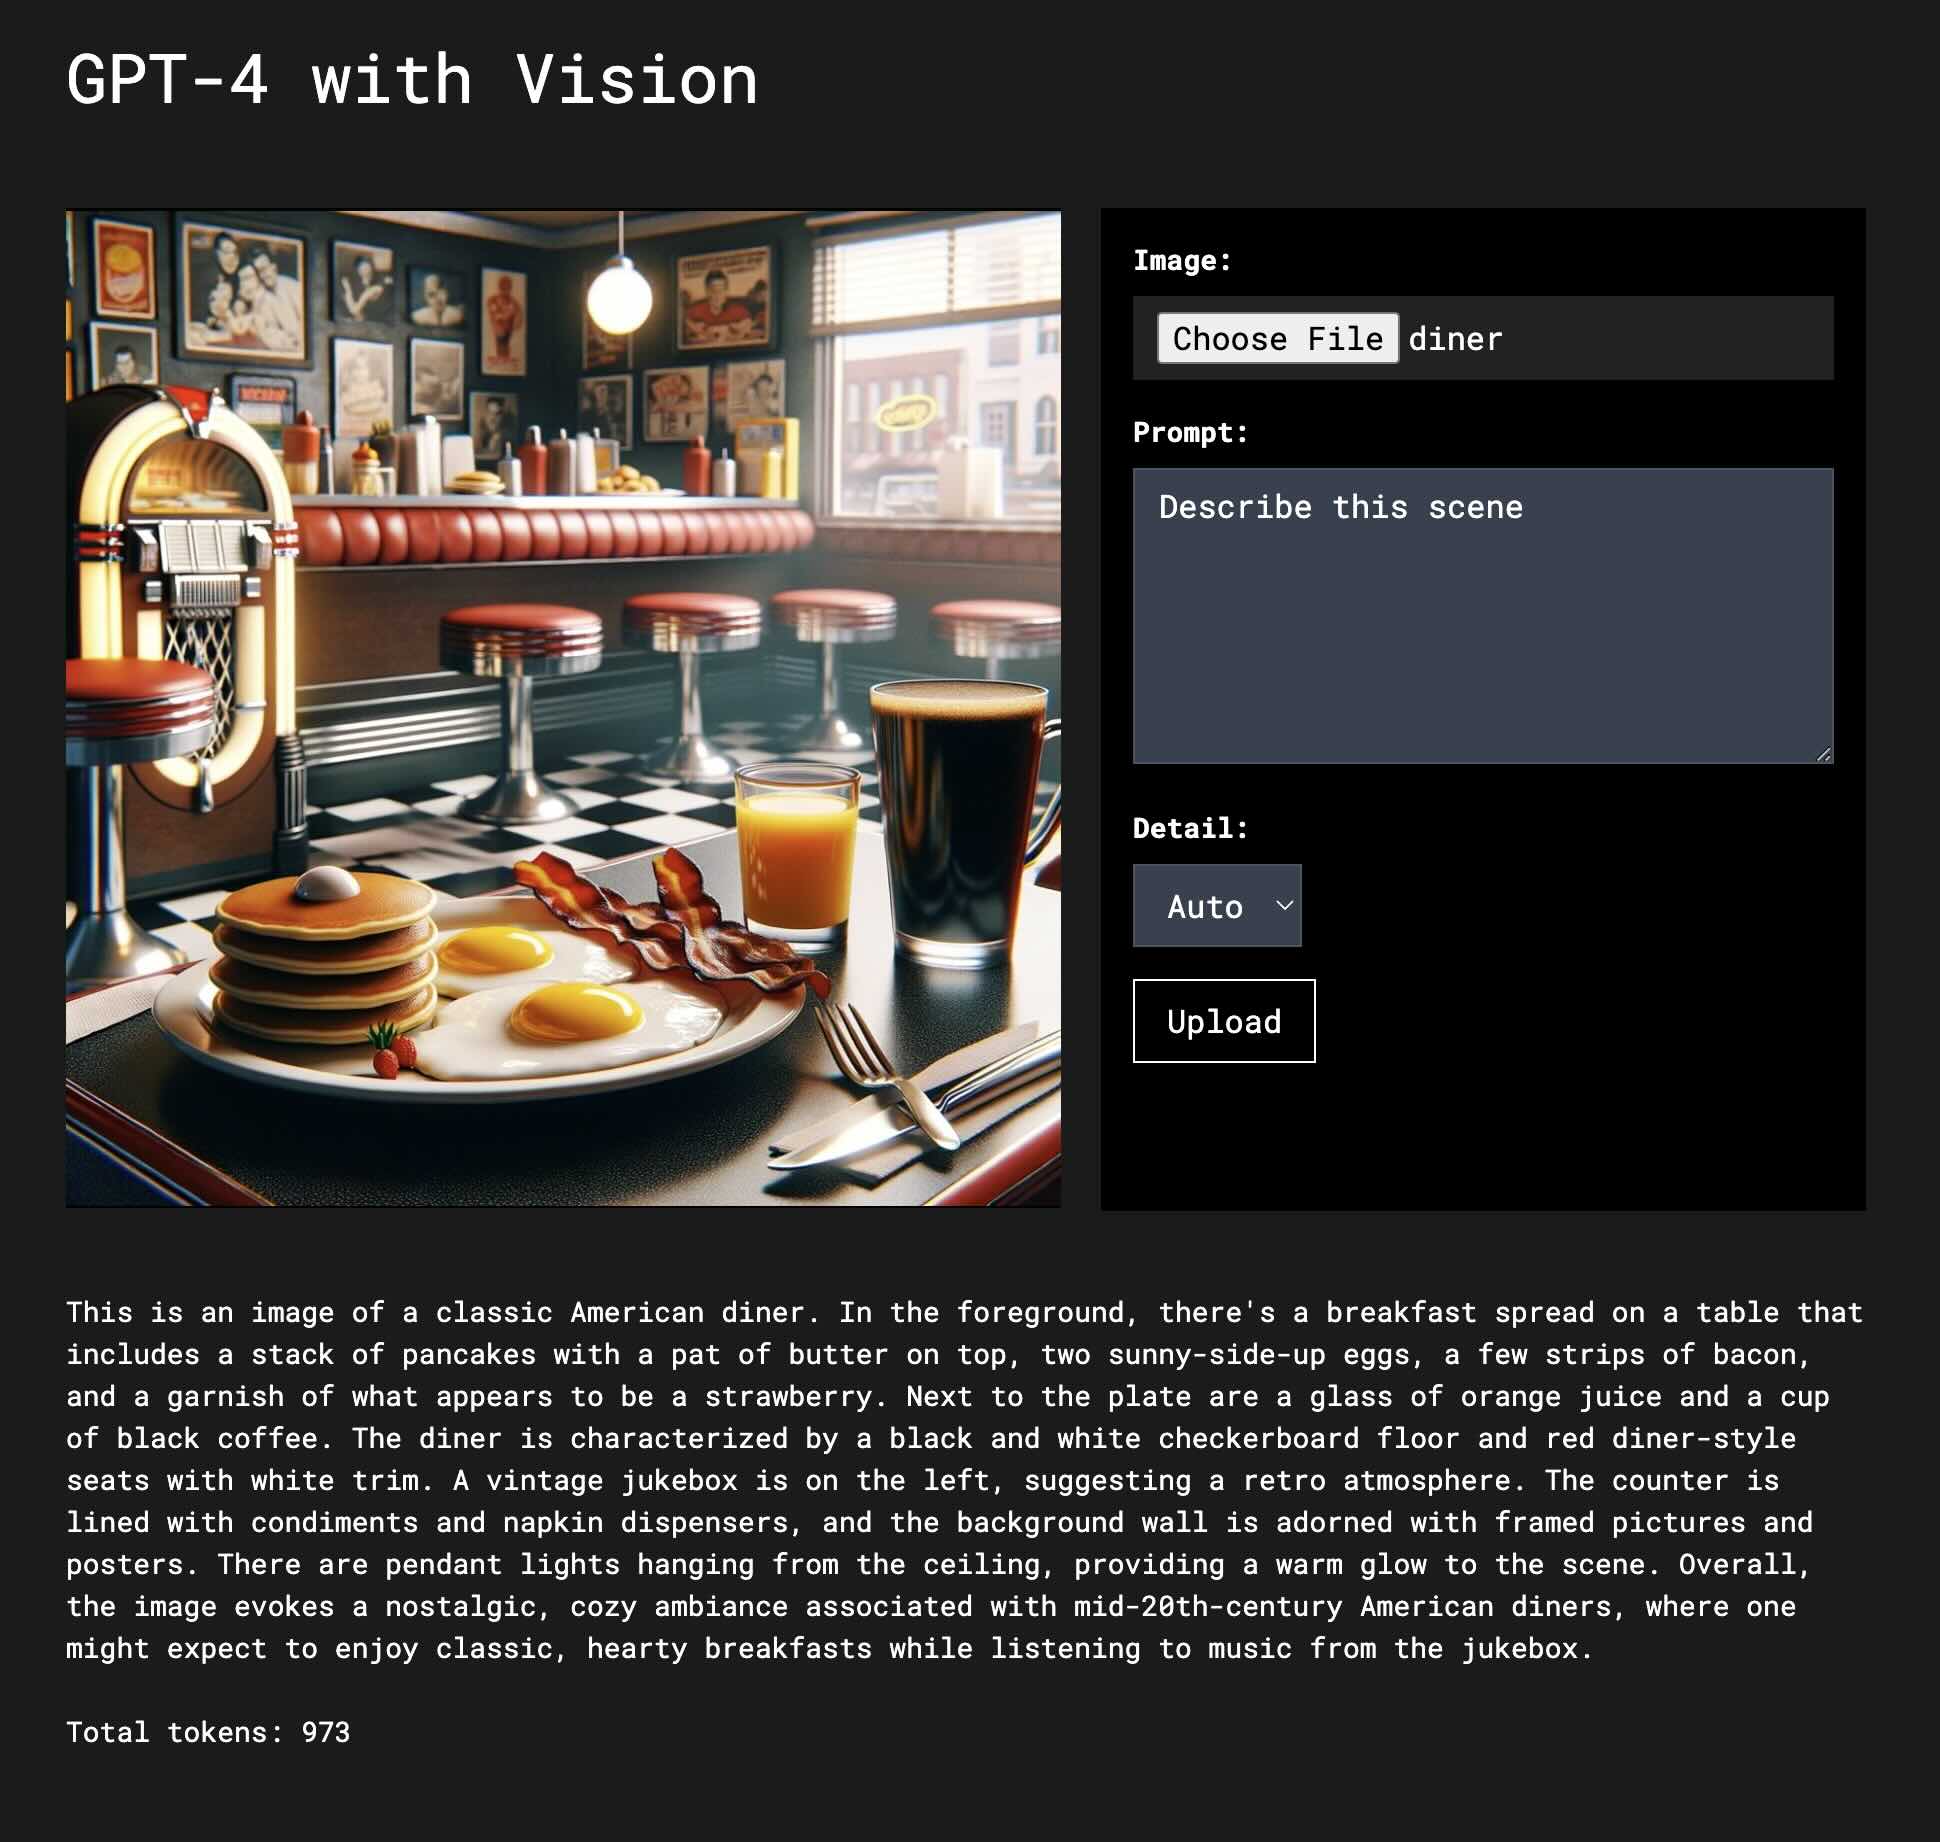 GPT-4 with Vision
Image:
Choose File diner
Prompt:
Describe this scene
Detail:
Auto
Upload
This is an image of a classic American diner. In the foreground, there's a breakfast spread on a table that
includes a stack of pancakes with a pat of butter on top, two sunny-side-up eggs, a few strips of bacon,
and a garnish of what appears to be a strawberry. Next to the plate are a glass of orange juice and a cup
of black coffee. The diner is characterized by a black and white checkerboard floor and red diner-style
seats with white trim. A vintage jukebox is on the left, suggesting a retro atmosphere. The counter is
lined with condiments and napkin dispensers, and the background wall is adorned with framed pictures and
posters. There are pendant lights hanging from the ceiling, providing a warm glow to the scene. Overall,
the image evokes a nostalgic, cozy ambiance associated with mid-20th-century American diners, where one
might expect to enjoy classic, hearty breakfasts while listening to music from the jukebox.
Total tokens: 973